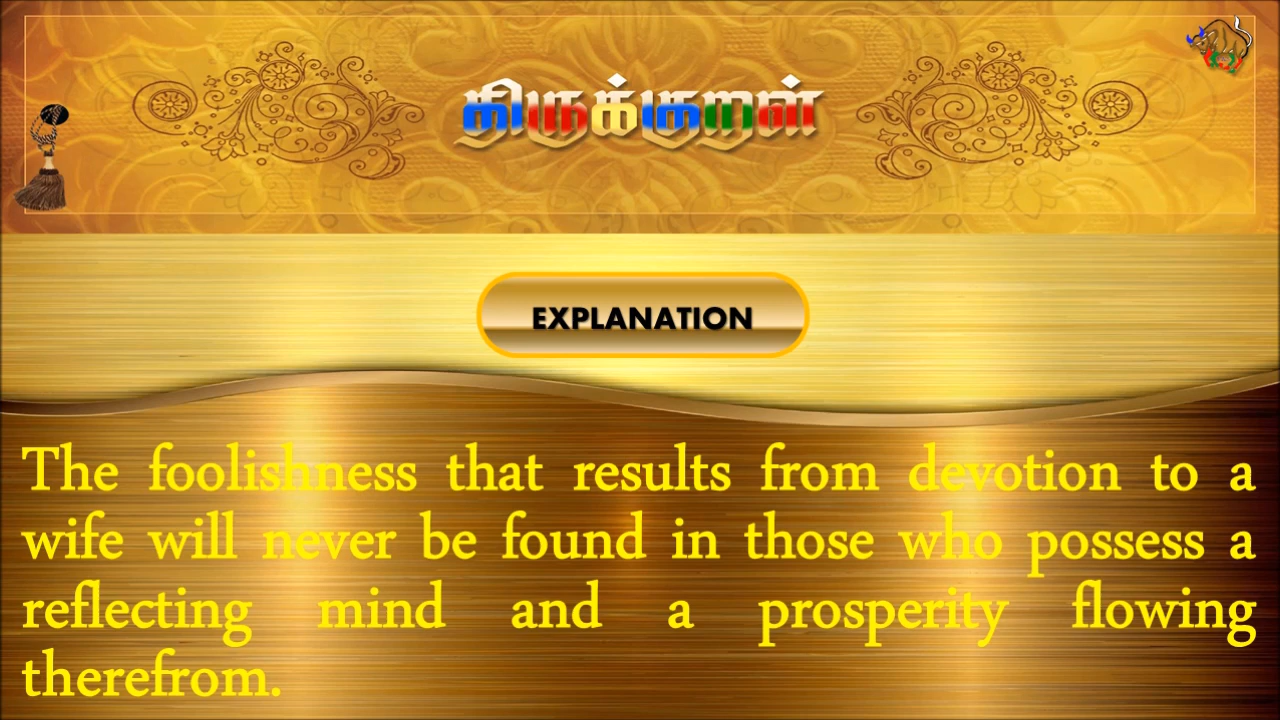 திருக்குறள்
EXPLANATION
The foolishness that results from devotion to a
wife will never be found in those who possess a
reflecting mind and a prosperity flowing
therefrom.